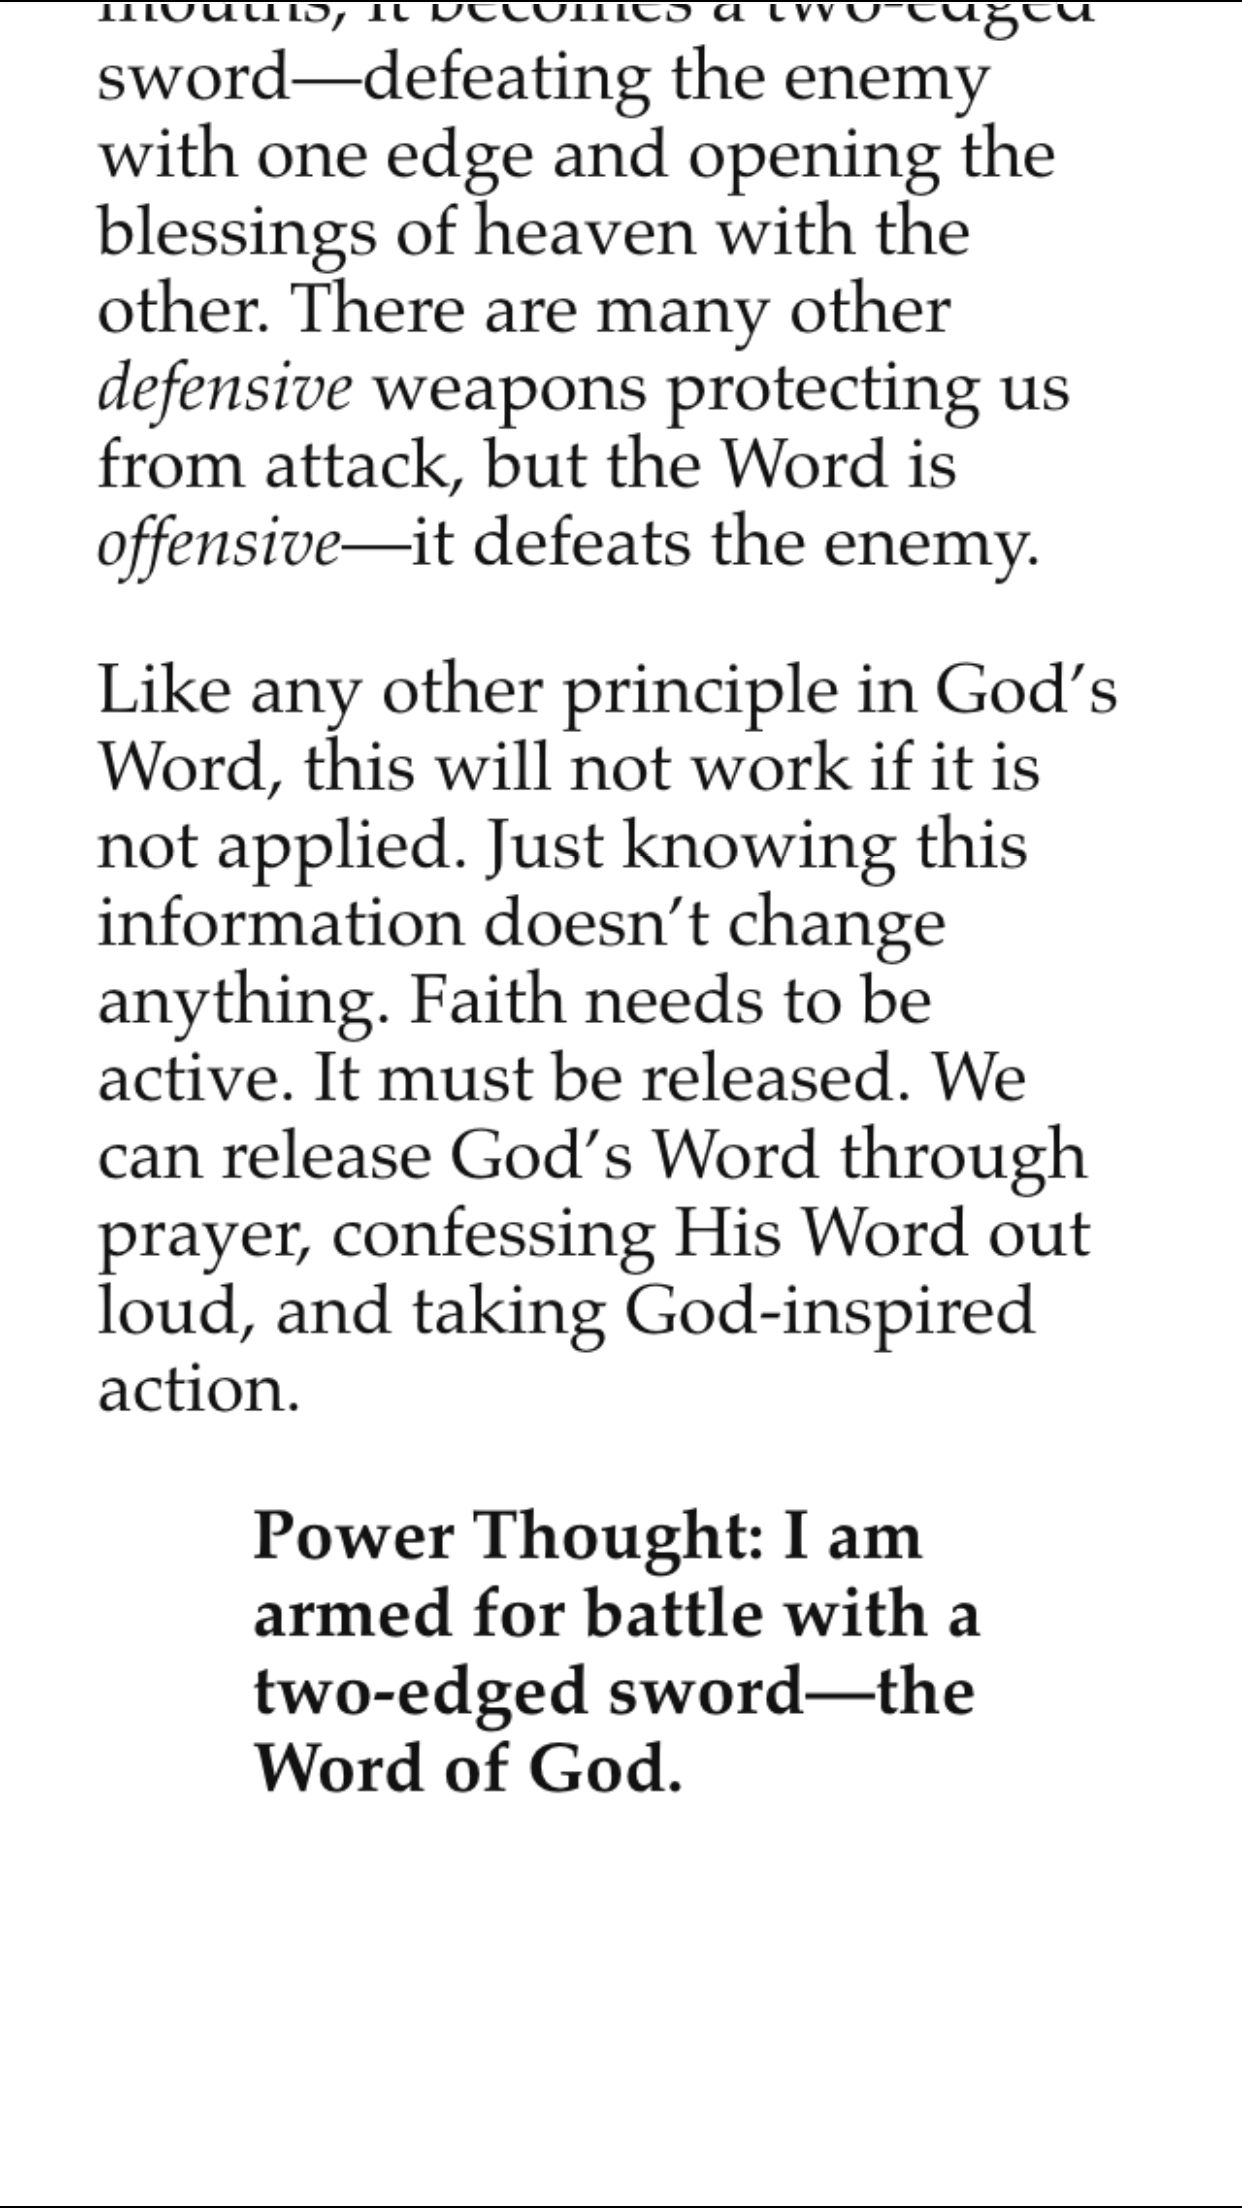 mouths, it becomes a two-edged
sword—defeating the enemy
with one edge and opening the
blessings of heaven with the
other. There are many other
defensive weapons protecting us
from attack, but the Word is
offensive—it defeats the enemy.
Like any other principle in God’s
Word, this will not work if it is
not applied. Just knowing this
information doesn’t change
anything. Faith needs to be
active. It must be released. We
can release God’s Word through
prayer, confessing His Word out
loud, and taking God-inspired
action.
Power Thought: I am
armed for battle with a
two-edged sword—the
Word of God.